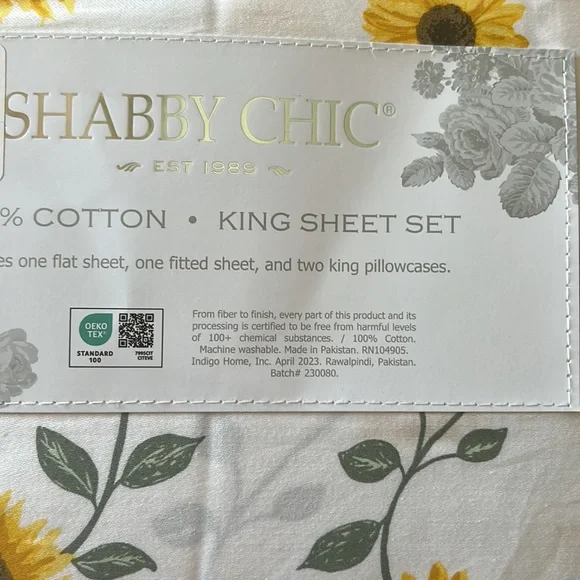 SHABBY CHIC®
EST 1989
% COTTON • KING SHEET SET
es one flat sheet, one fitted sheet, and two king pillowcases.
OEKO
TEX®
STANDARD
100
7995CIT
CITEVE
From fiber to finish, every part of this product and its
processing is certified to be free from harmful levels
of 100+ chemical substances. / 100% Cotton.
Machine washable. Made in Pakistan. RN104905.
Indigo Home, Inc. April 2023. Rawalpindi, Pakistan.
Batch# 230080.